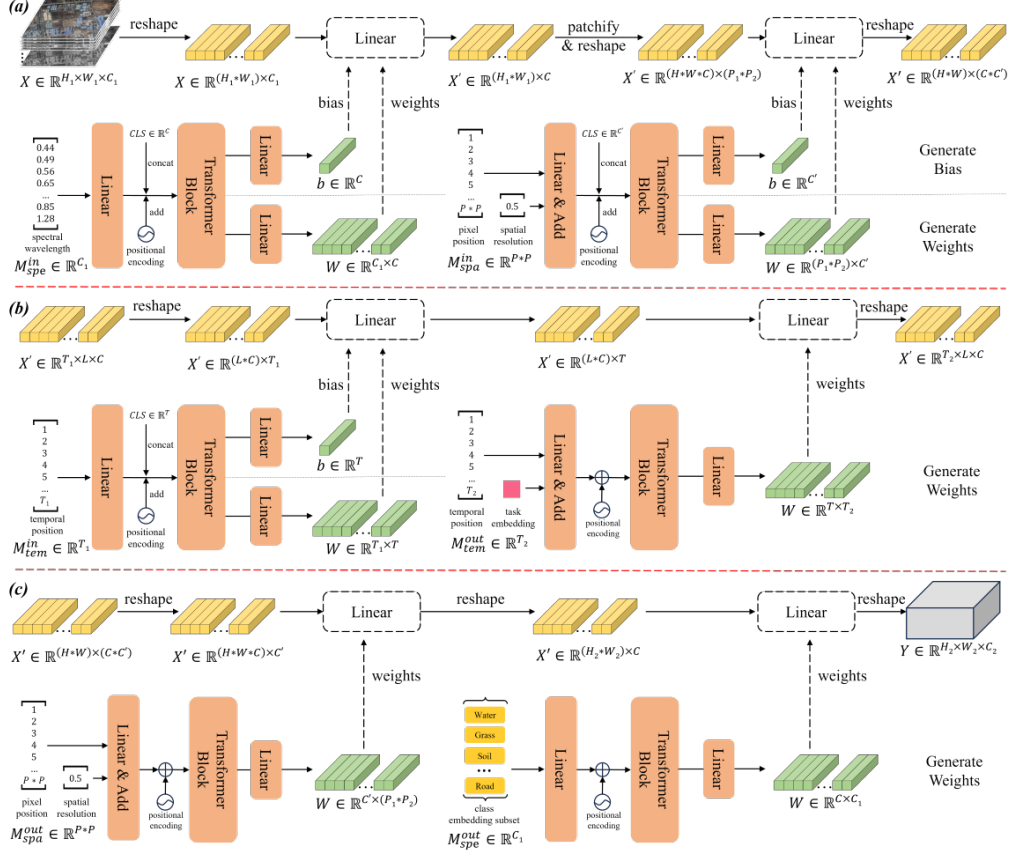 (a)
reshape
Linear
patchify
& reshape
Linear
reshape
X ∈ ℝ^{H₁×W₁×C₁}
X ∈ ℝ^{(H₁*W₁)×C₁}
X′ ∈ ℝ^{(H₁*W₁)×C}
X′ ∈ ℝ^{(H*W*C)×(P₁*P₂)}
X′ ∈ ℝ^{(H*W)×(C*C′)}
bias
weights
bias
weights
0.44
0.49
0.56
0.65
...
0.85
1.28
spectral
wavelength
M_{spe}^{in} ∈ ℝ^{C₁}
Linear
CLS ∈ ℝ^C
concat
add
positional
encoding
Transformer
Block
Linear
Linear
b ∈ ℝ^C
W ∈ ℝ^{C₁×C}
1
2
3
4
5
...
P * P
pixel
position
0.5
spatial
resolution
M_{spa}^{in} ∈ ℝ^{P*P}
Linear & Add
CLS ∈ ℝ^{C′}
concat
add
positional
encoding
Transformer
Block
Linear
Linear
b ∈ ℝ^{C′}
W ∈ ℝ^{(P₁*P₂)×C′}
Generate
Bias
Generate
Weights
(b)
reshape
Linear
Linear
reshape
X′ ∈ ℝ^{T₁×L×C}
X′ ∈ ℝ^{(L*C)×T₁}
X′ ∈ ℝ^{(L*C)×T}
X′ ∈ ℝ^{T₂×L×C}
bias
weights
weights
1
2
3
4
5
...
T₁
temporal
position
M_{tem}^{in} ∈ ℝ^{T₁}
Linear
CLS ∈ ℝ^T
concat
add
positional
encoding
Transformer
Block
Linear
Linear
b ∈ ℝ^T
W ∈ ℝ^{T₁×T}
1
2
3
4
5
...
T₂
temporal
position
task
embedding
M_{tem}^{out} ∈ ℝ^{T₂}
Linear & Add
positional
encoding
Transformer
Block
Linear
W ∈ ℝ^{T×T₂}
Generate
Weights
(c)
reshape
Linear
reshape
Linear
reshape
X′ ∈ ℝ^{(H*W)×(C*C′)}
X′ ∈ ℝ^{(H*W*C)×C′}
X′ ∈ ℝ^{(H₂*W₂)×C}
Y ∈ ℝ^{H₂×W₂×C₂}
weights
weights
1
2
3
4
5
...
P * P
pixel
position
0.5
spatial
resolution
M_{spa}^{out} ∈ ℝ^{P*P}
Linear & Add
positional
encoding
Transformer
Block
Linear
W ∈ ℝ^{C′×(P₁*P₂)}
Water
Grass
Soil
•••
Road
class
embedding subset
M_{spe}^{out} ∈ ℝ^{C₁}
Linear
positional
encoding
Transformer
Block
Linear
W ∈ ℝ^{C×C₁}
Generate
Weights